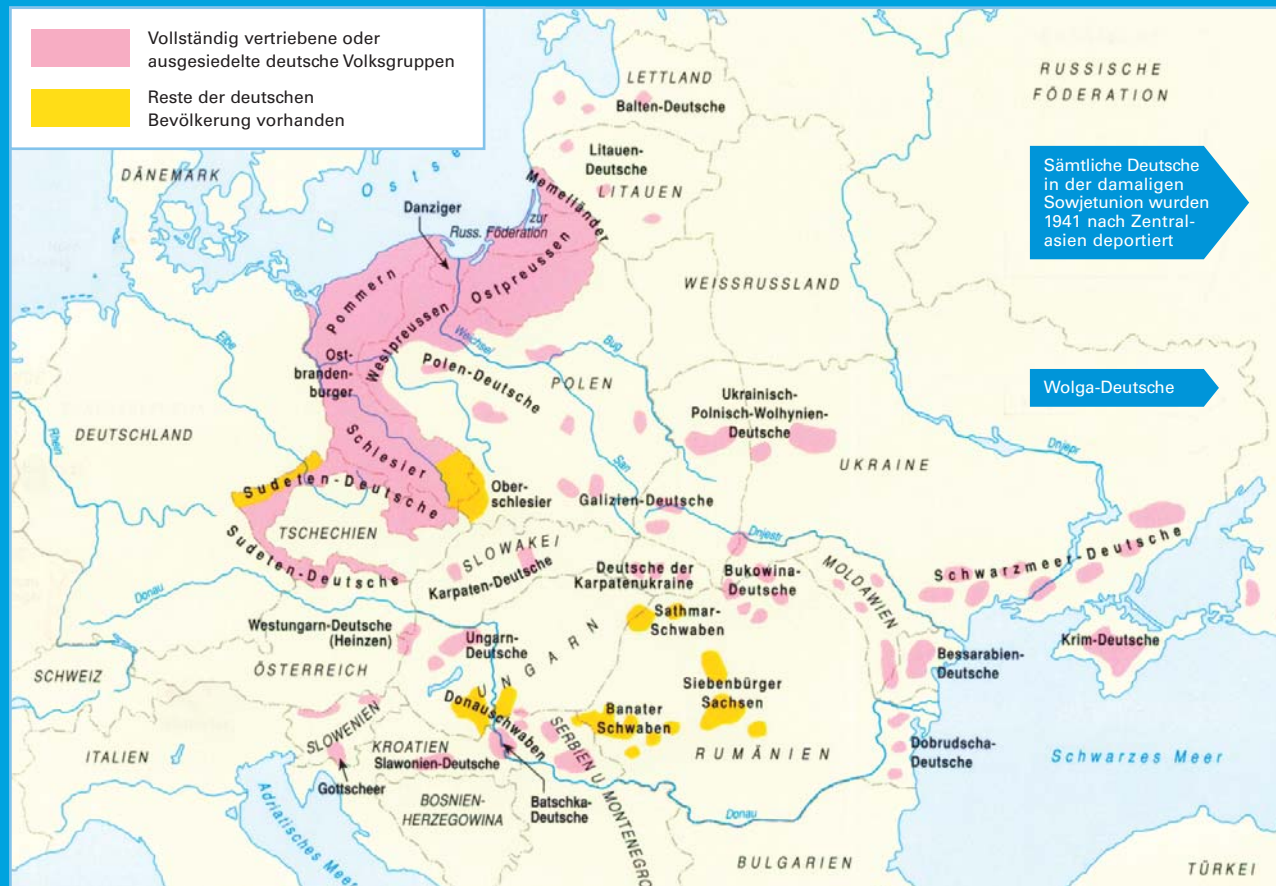 Vollständig vertriebene oder
ausgesiedelte deutsche Volksgruppen
Reste der deutschen
Bevölkerung vorhanden
RUSSISCHE
FÖDERATION
Sämtliche Deutsche
in der damaligen
Sowjetunion wurden
1941 nach Zentral-
asien deportiert
Wolga-Deutsche
LETTLAND
Balten-Deutsche
Litauen-
Deutsche
LITAUEN
DÄNEMARK
Ostse
Memelländer
Danziger
zur
Russ. Föderation
Pommern
Westpreussen
Ostpreussen
WEISSRUSSLAND
Elbe
Ost-
branden-
burger
Weichsel
Bug
Polen-Deutsche
POLEN
Ukrainisch-
Polnisch-Wolhynien-
Deutsche
DEUTSCHLAND
Rhein
Schlesier
San
Dnjepr
UKRAINE
Sudeten-Deutsche
Ober-
schlesier
Galizien-Deutsche
TSCHECHIEN
Sudeten-Deutsche
SLOWAKEI
Karpaten-Deutsche
Dnjestr
Deutsche der
Karpatenukraine
Bukowina-
Deutsche
MOLDAWIEN
Schwarzmeer-Deutsche
Donau
Sathmar-
Schwaben
Westungarn-Deutsche
(Heinzen)
Ungarn-
Deutsche
UNGARN
Krim-Deutsche
Bessarabien-
Deutsche
SCHWEIZ
ÖSTERREICH
Siebenbürger
Sachsen
Donauschwaben
Banater
Schwaben
SLOWENIEN
KROATIEN
Slawonien-Deutsche
SERBIEN U. MONTENEGRO
RUMÄNIEN
Dobrudscha-
Deutsche
Schwarzes Meer
ITALIEN
Gottscheer
Adriatisches Meer
BOSNIEN-
HERZEGOWINA
Batschka-
Deutsche
Donau
BULGARIEN
TÜRKEI